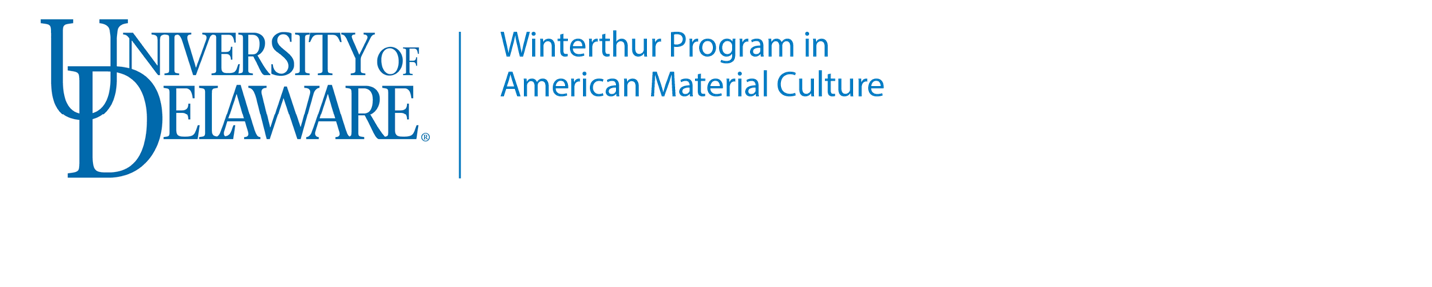 UNIVERSITY OF
DELAWARE®
Winterthur Program in
American Material Culture